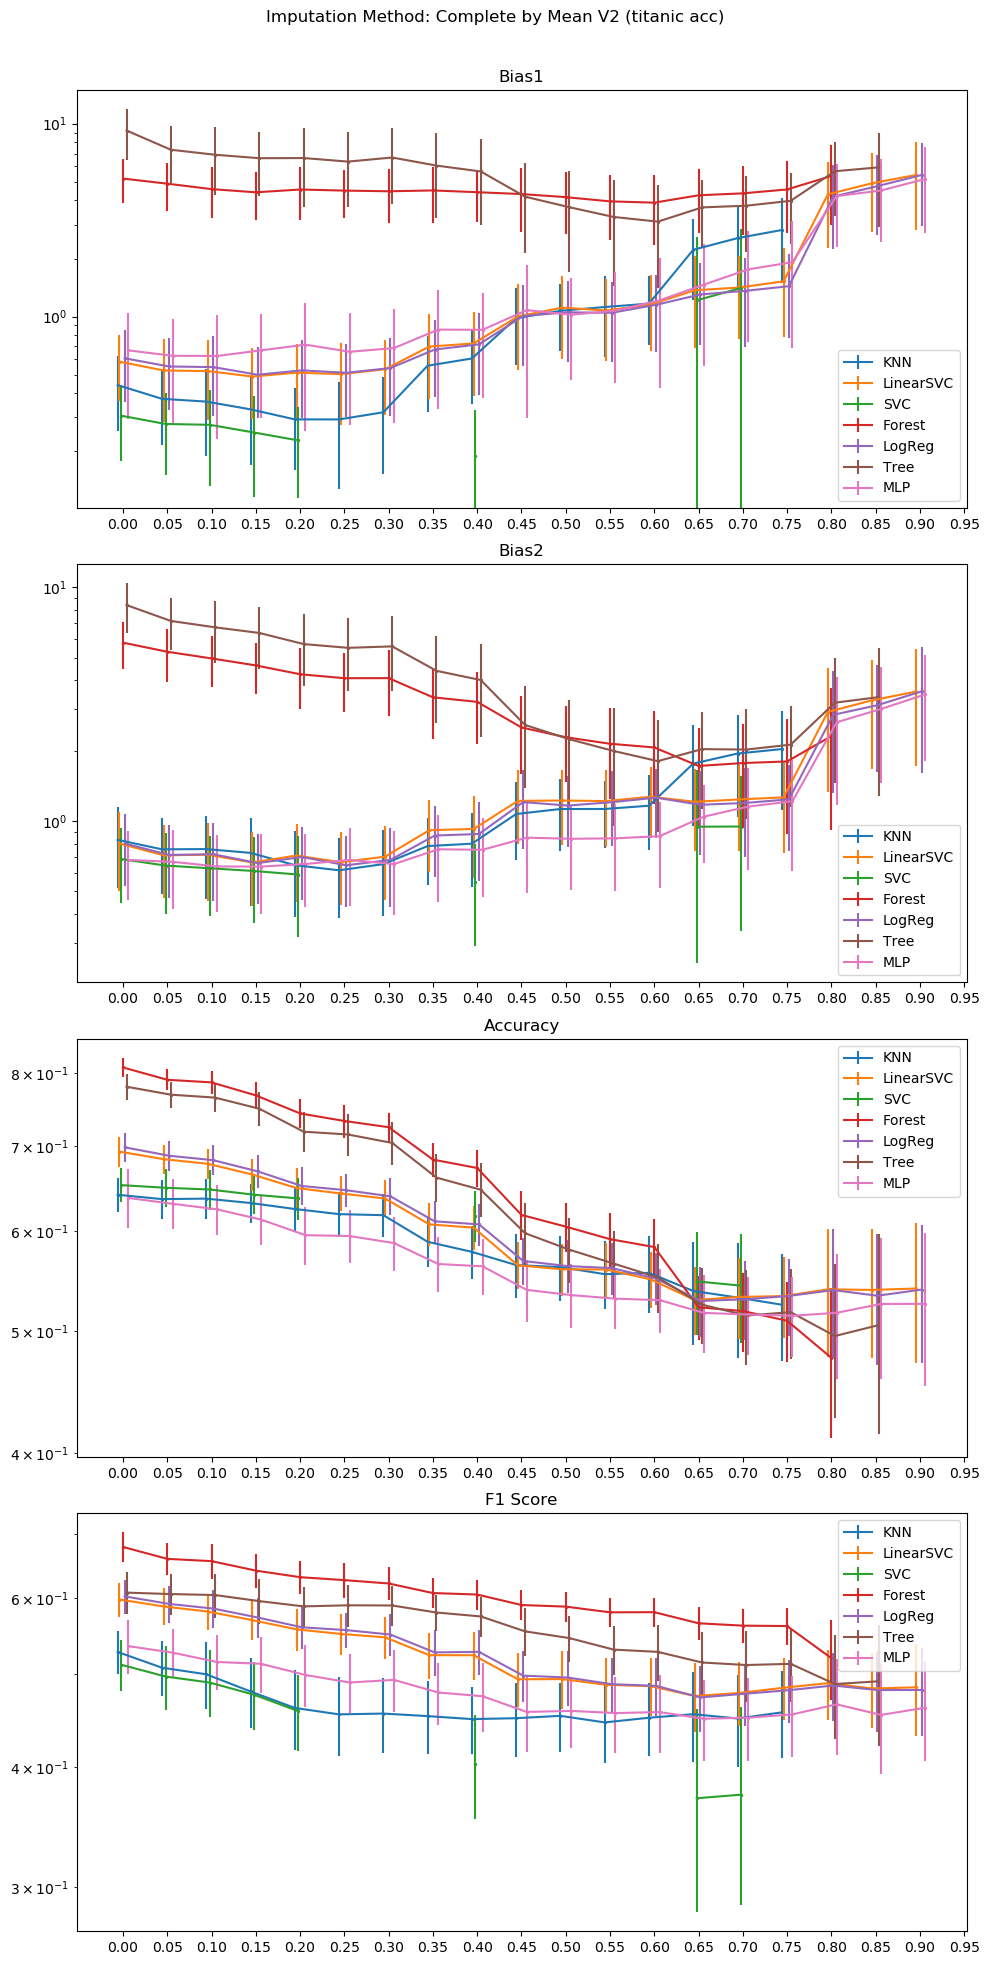 Imputation Method: Complete by Mean V2 (titanic acc)
Bias1
10¹
10⁰
KNN
LinearSVC
SVC
Forest
LogReg
Tree
MLP
0.00 0.05 0.10 0.15 0.20 0.25 0.30 0.35 0.40 0.45 0.50 0.55 0.60 0.65 0.70 0.75 0.80 0.85 0.90 0.95
Bias2
10¹
10⁰
KNN
LinearSVC
SVC
Forest
LogReg
Tree
MLP
0.00 0.05 0.10 0.15 0.20 0.25 0.30 0.35 0.40 0.45 0.50 0.55 0.60 0.65 0.70 0.75 0.80 0.85 0.90 0.95
Accuracy
8 × 10⁻¹
7 × 10⁻¹
6 × 10⁻¹
5 × 10⁻¹
4 × 10⁻¹
KNN
LinearSVC
SVC
Forest
LogReg
Tree
MLP
0.00 0.05 0.10 0.15 0.20 0.25 0.30 0.35 0.40 0.45 0.50 0.55 0.60 0.65 0.70 0.75 0.80 0.85 0.90 0.95
F1 Score
6 × 10⁻¹
4 × 10⁻¹
3 × 10⁻¹
KNN
LinearSVC
SVC
Forest
LogReg
Tree
MLP
0.00 0.05 0.10 0.15 0.20 0.25 0.30 0.35 0.40 0.45 0.50 0.55 0.60 0.65 0.70 0.75 0.80 0.85 0.90 0.95